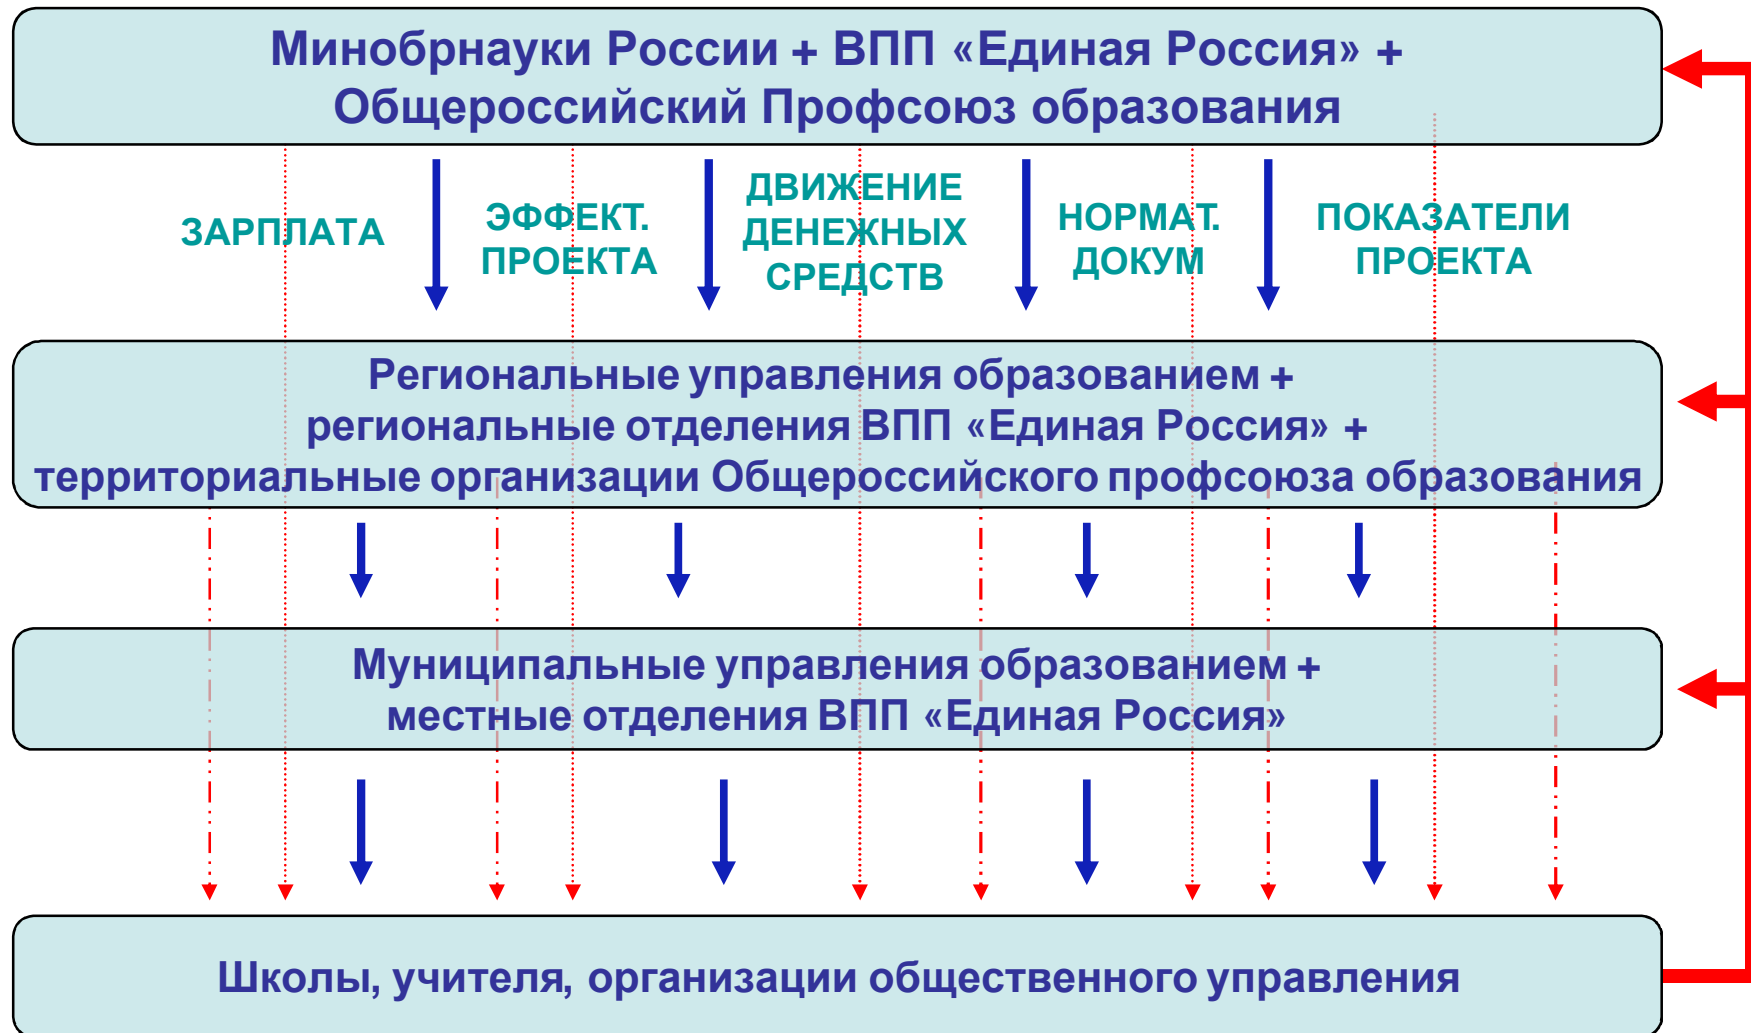 Минобрнауки России + ВПП «Единая Россия» +
Общероссийский Профсоюз образования
ЗАРПЛАТА
ЭФФЕКТ.
ПРОЕКТА
ДВИЖЕНИЕ
ДЕНЕЖНЫХ
СРЕДСТВ
НОРМАТ.
ДОКУМ
ПОКАЗАТЕЛИ
ПРОЕКТА
Региональные управления образованием +
региональные отделения ВПП «Единая Россия» +
территориальные организации Общероссийского профсоюза образования
Муниципальные управления образованием +
местные отделения ВПП «Единая Россия»
Школы, учителя, организации общественного управления